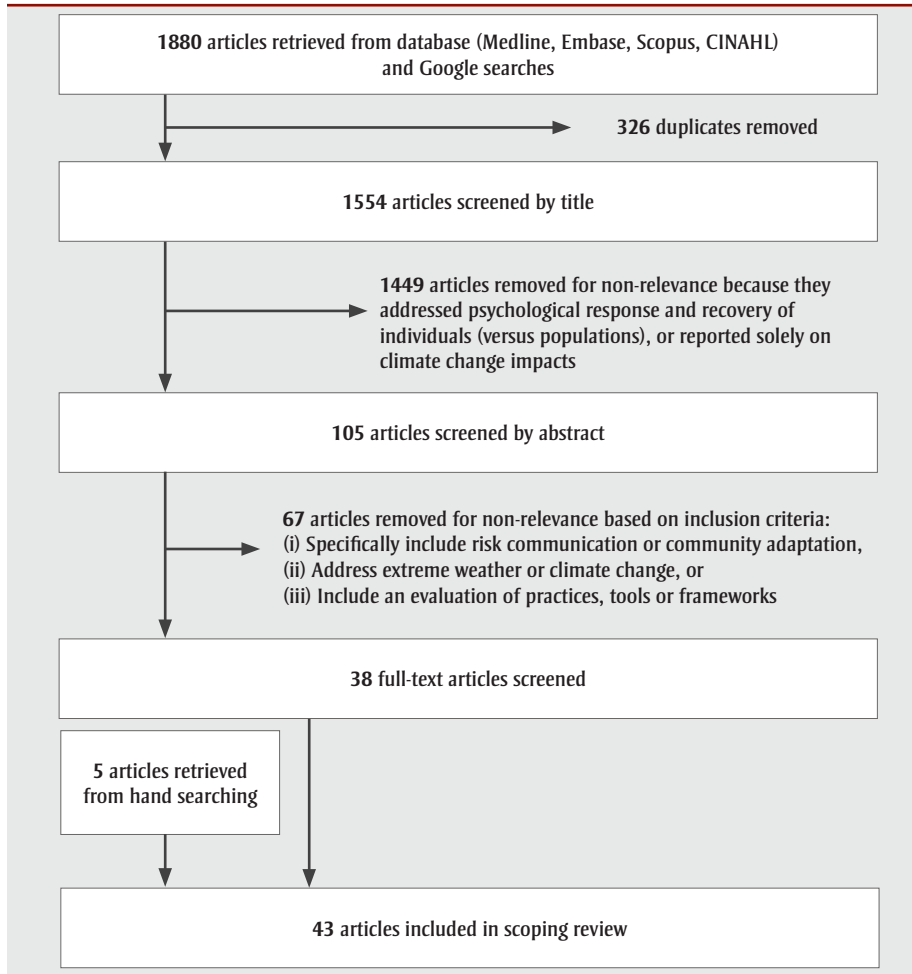 1880 articles retrieved from database (Medline, Embase, Scopus, CINAHL)
and Google searches
326 duplicates removed
1554 articles screened by title
1449 articles removed for non-relevance because they
addressed psychological response and recovery of
individuals (versus populations), or reported solely on
climate change impacts
105 articles screened by abstract
67 articles removed for non-relevance based on inclusion criteria:
(i) Specifically include risk communication or community adaptation,
(ii) Address extreme weather or climate change, or
(iii) Include an evaluation of practices, tools or frameworks
38 full-text articles screened
5 articles retrieved
from hand searching
43 articles included in scoping review